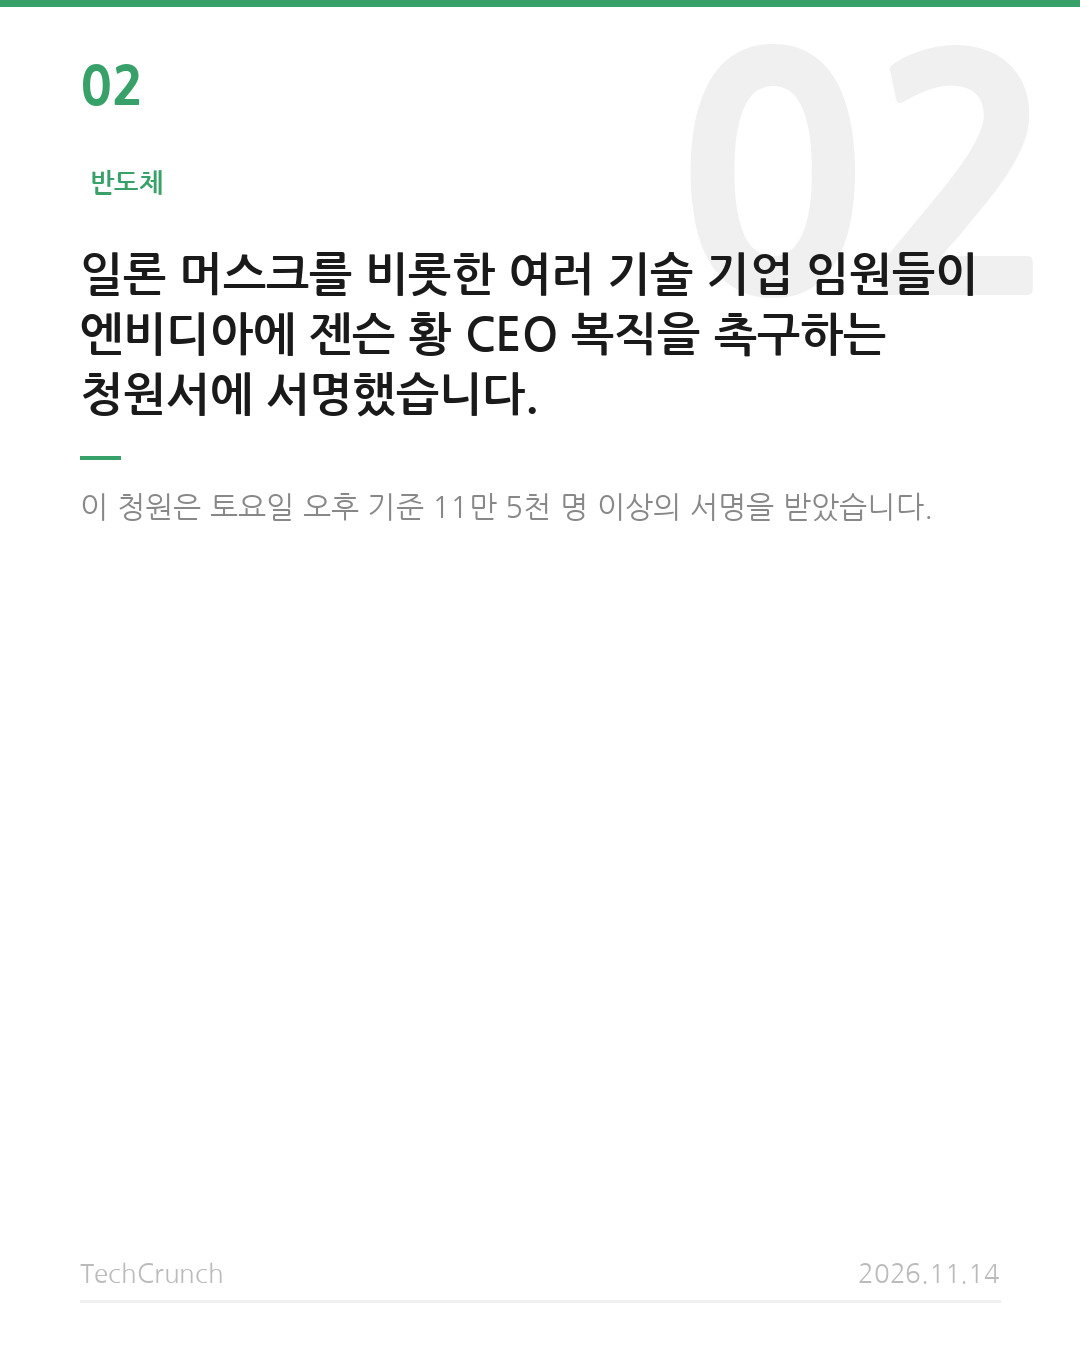 02
02
반도체
일론 머스크를 비롯한 여러 기술 기업 임원들이
엔비디아에 젠슨 황 CEO 복직을 촉구하는
청원서에 서명했습니다.
이 청원은 토요일 오후 기준 11만 5천 명 이상의 서명을 받았습니다.
TechCrunch
2026.11.14